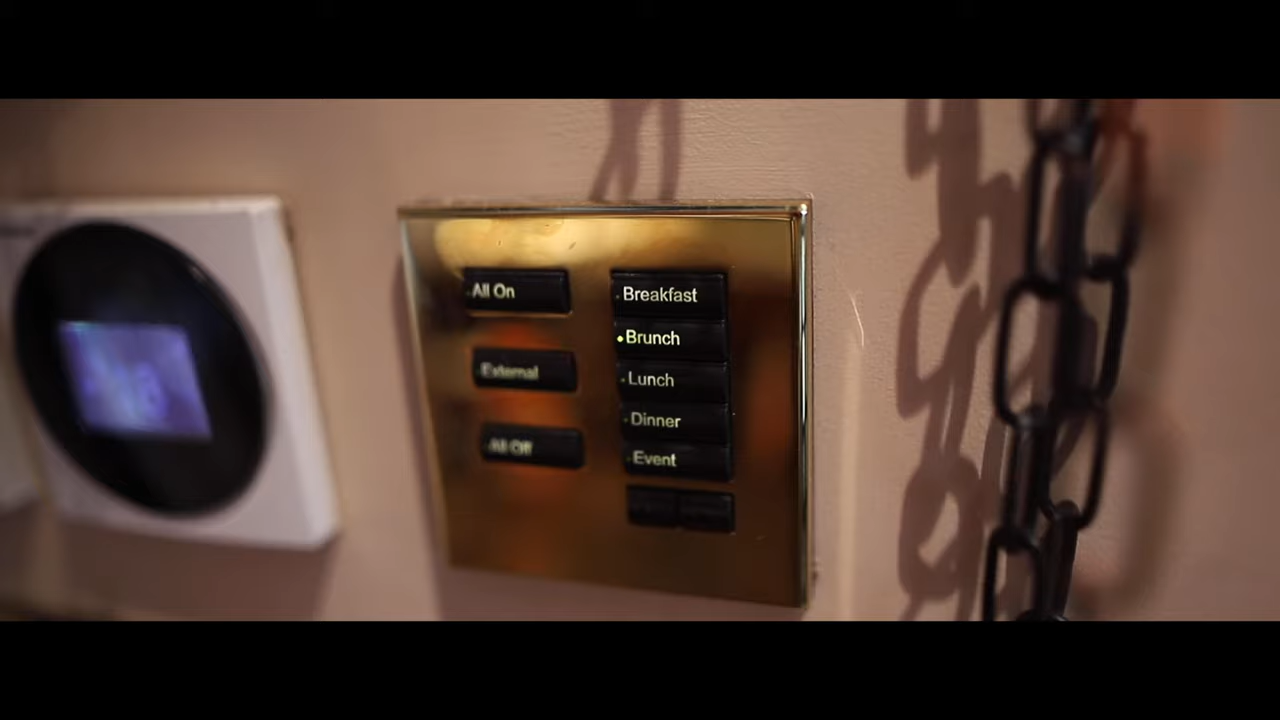 All On
External
All Off
Breakfast
Brunch
Lunch
Dinner
Event